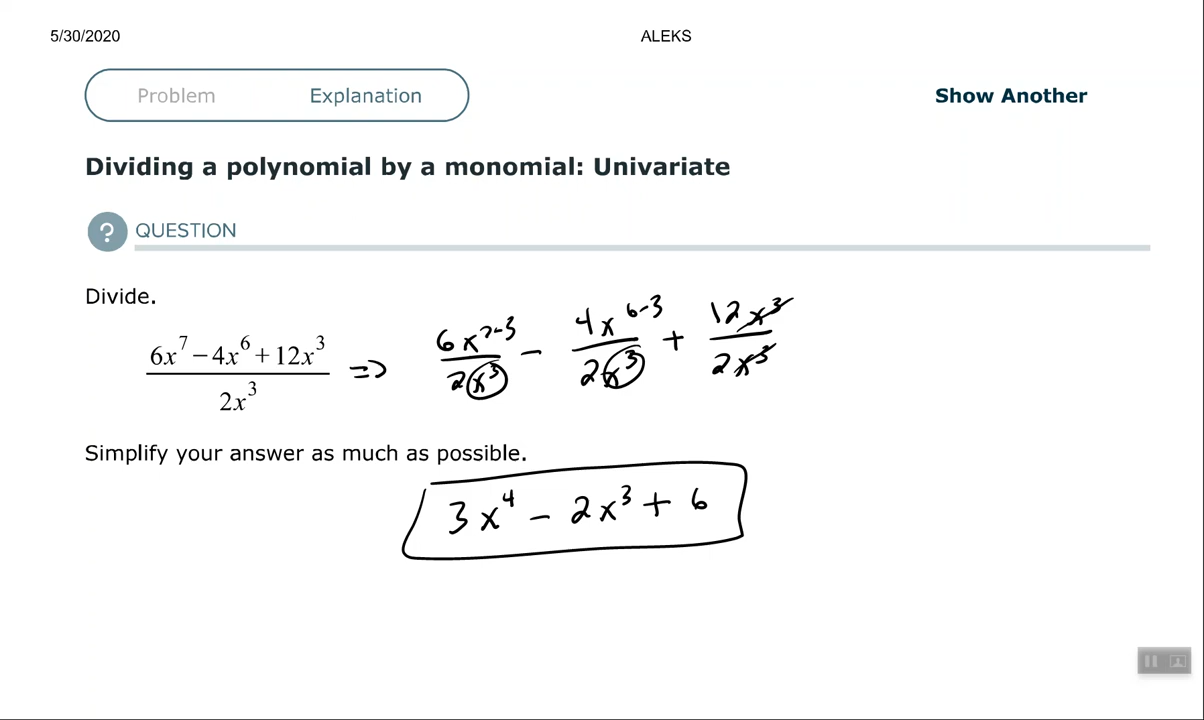 5/30/2020 ALEKS
Problem Explanation Show Another
Dividing a polynomial by a monomial: Univariate
? QUESTION
Divide.
(6x^7 − 4x^6 + 12x^3)/(2x^3) => 6x^(7-3)/(2x^3) − 4x^(6-3)/(2x^3) + 12x^3/(2x^3)
Simplify your answer as much as possible.
3x^4 − 2x^3 + 6